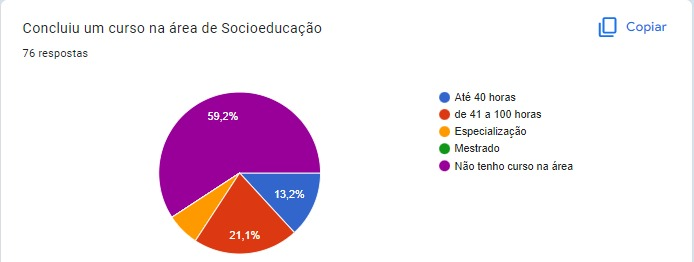 Concluiu um curso na área de Socioeducação
Copiar
76 respostas
59,2%
13,2%
21,1%
Até 40 horas
de 41 a 100 horas
Especialização
Mestrado
Não tenho curso na área